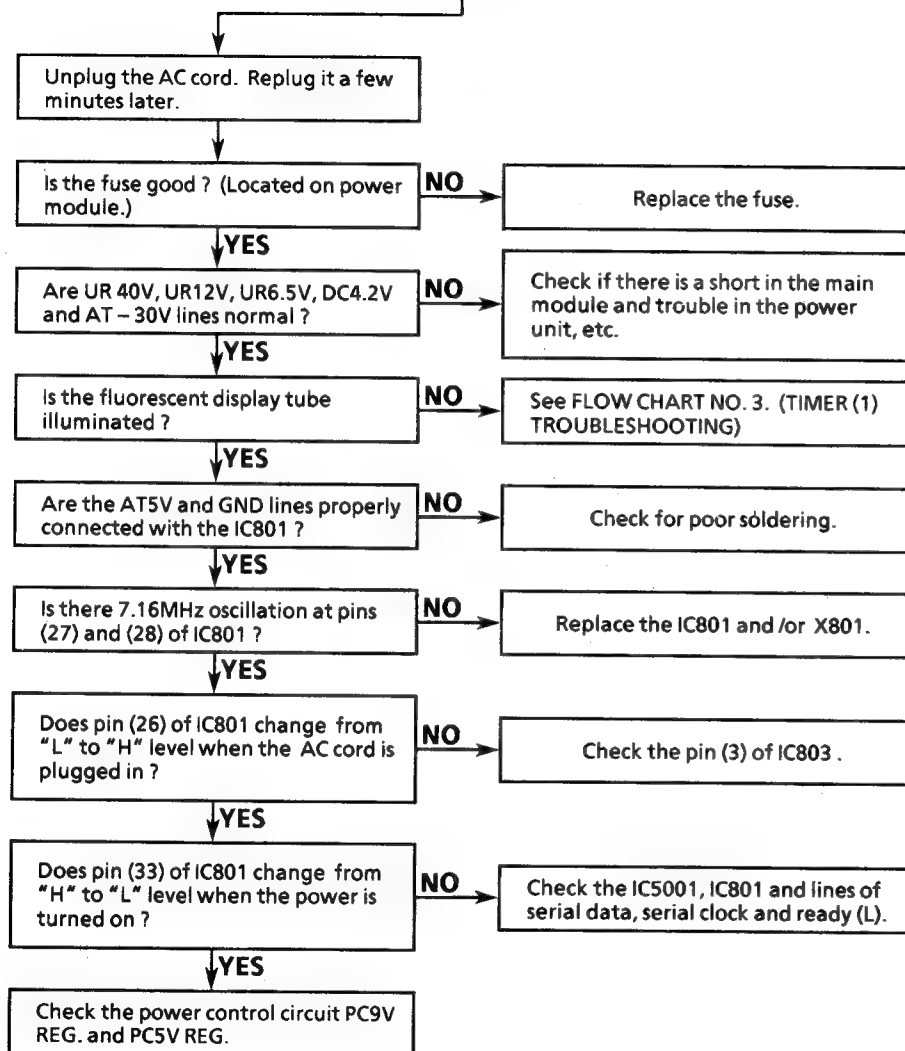 Unplug the AC cord. Replug it a few
minutes later.
Is the fuse good ? (Located on power
module.)
NO
Replace the fuse.
YES
Are UR 40V, UR12V, UR6.5V, DC4.2V
and AT – 30V lines normal ?
NO
Check if there is a short in the main
module and trouble in the power
unit, etc.
YES
Is the fluorescent display tube
illuminated ?
NO
See FLOW CHART NO. 3. (TIMER (1)
TROUBLESHOOTING)
YES
Are the AT5V and GND lines properly
connected with the IC801 ?
NO
Check for poor soldering.
YES
Is there 7.16MHz oscillation at pins
(27) and (28) of IC801 ?
NO
Replace the IC801 and /or X801.
YES
Does pin (26) of IC801 change from
"L" to "H" level when the AC cord is
plugged in ?
NO
Check the pin (3) of IC803 .
YES
Does pin (33) of IC801 change from
"H" to "L" level when the power is
turned on ?
NO
Check the IC5001, IC801 and lines of
serial data, serial clock and ready (L).
YES
Check the power control circuit PC9V
REG. and PC5V REG.